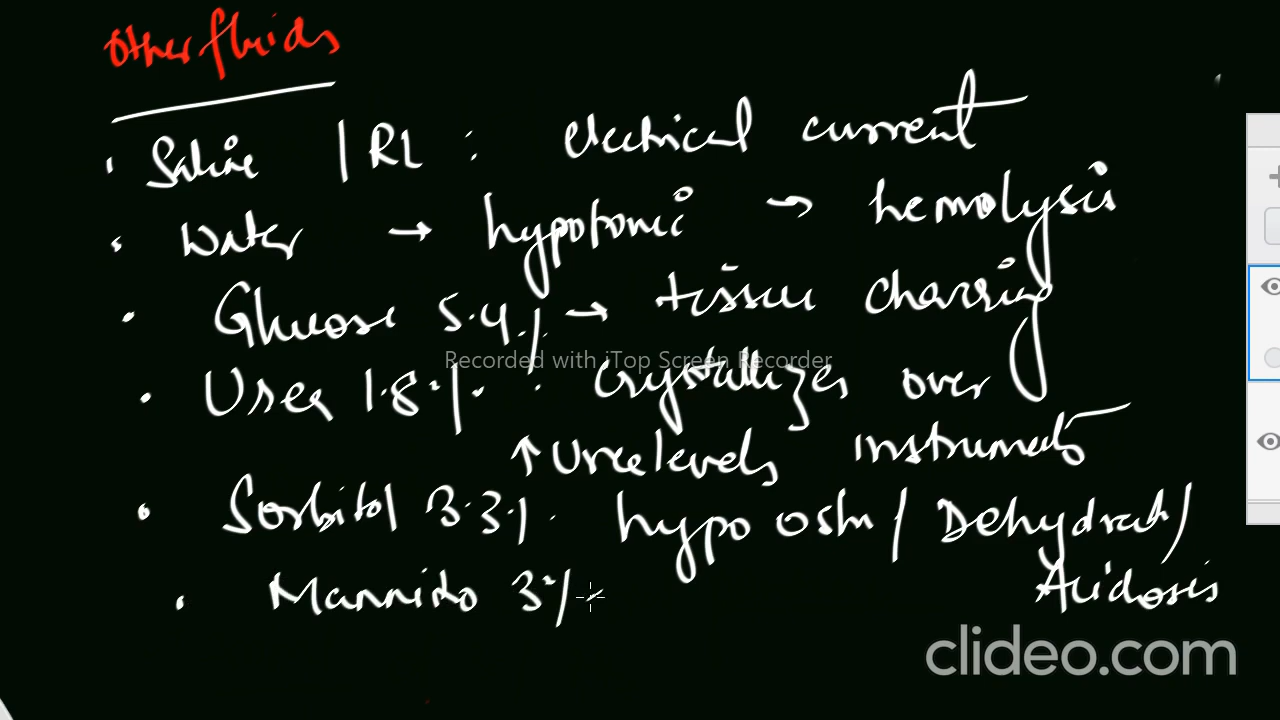 Other fluids
• Saline / RL : electrical current
• Water → hypotonic → hemolysis
• Glucose 5.4% → tissue charring
Recorded with iTop Screen Recorder
• Urea 1.8% . crystallizes over
↑ Urea levels instruments
• Sorbitol 3.3% . hypo osm / Dehydrat /
Acidosis
• Mannito 3%
clideo.com